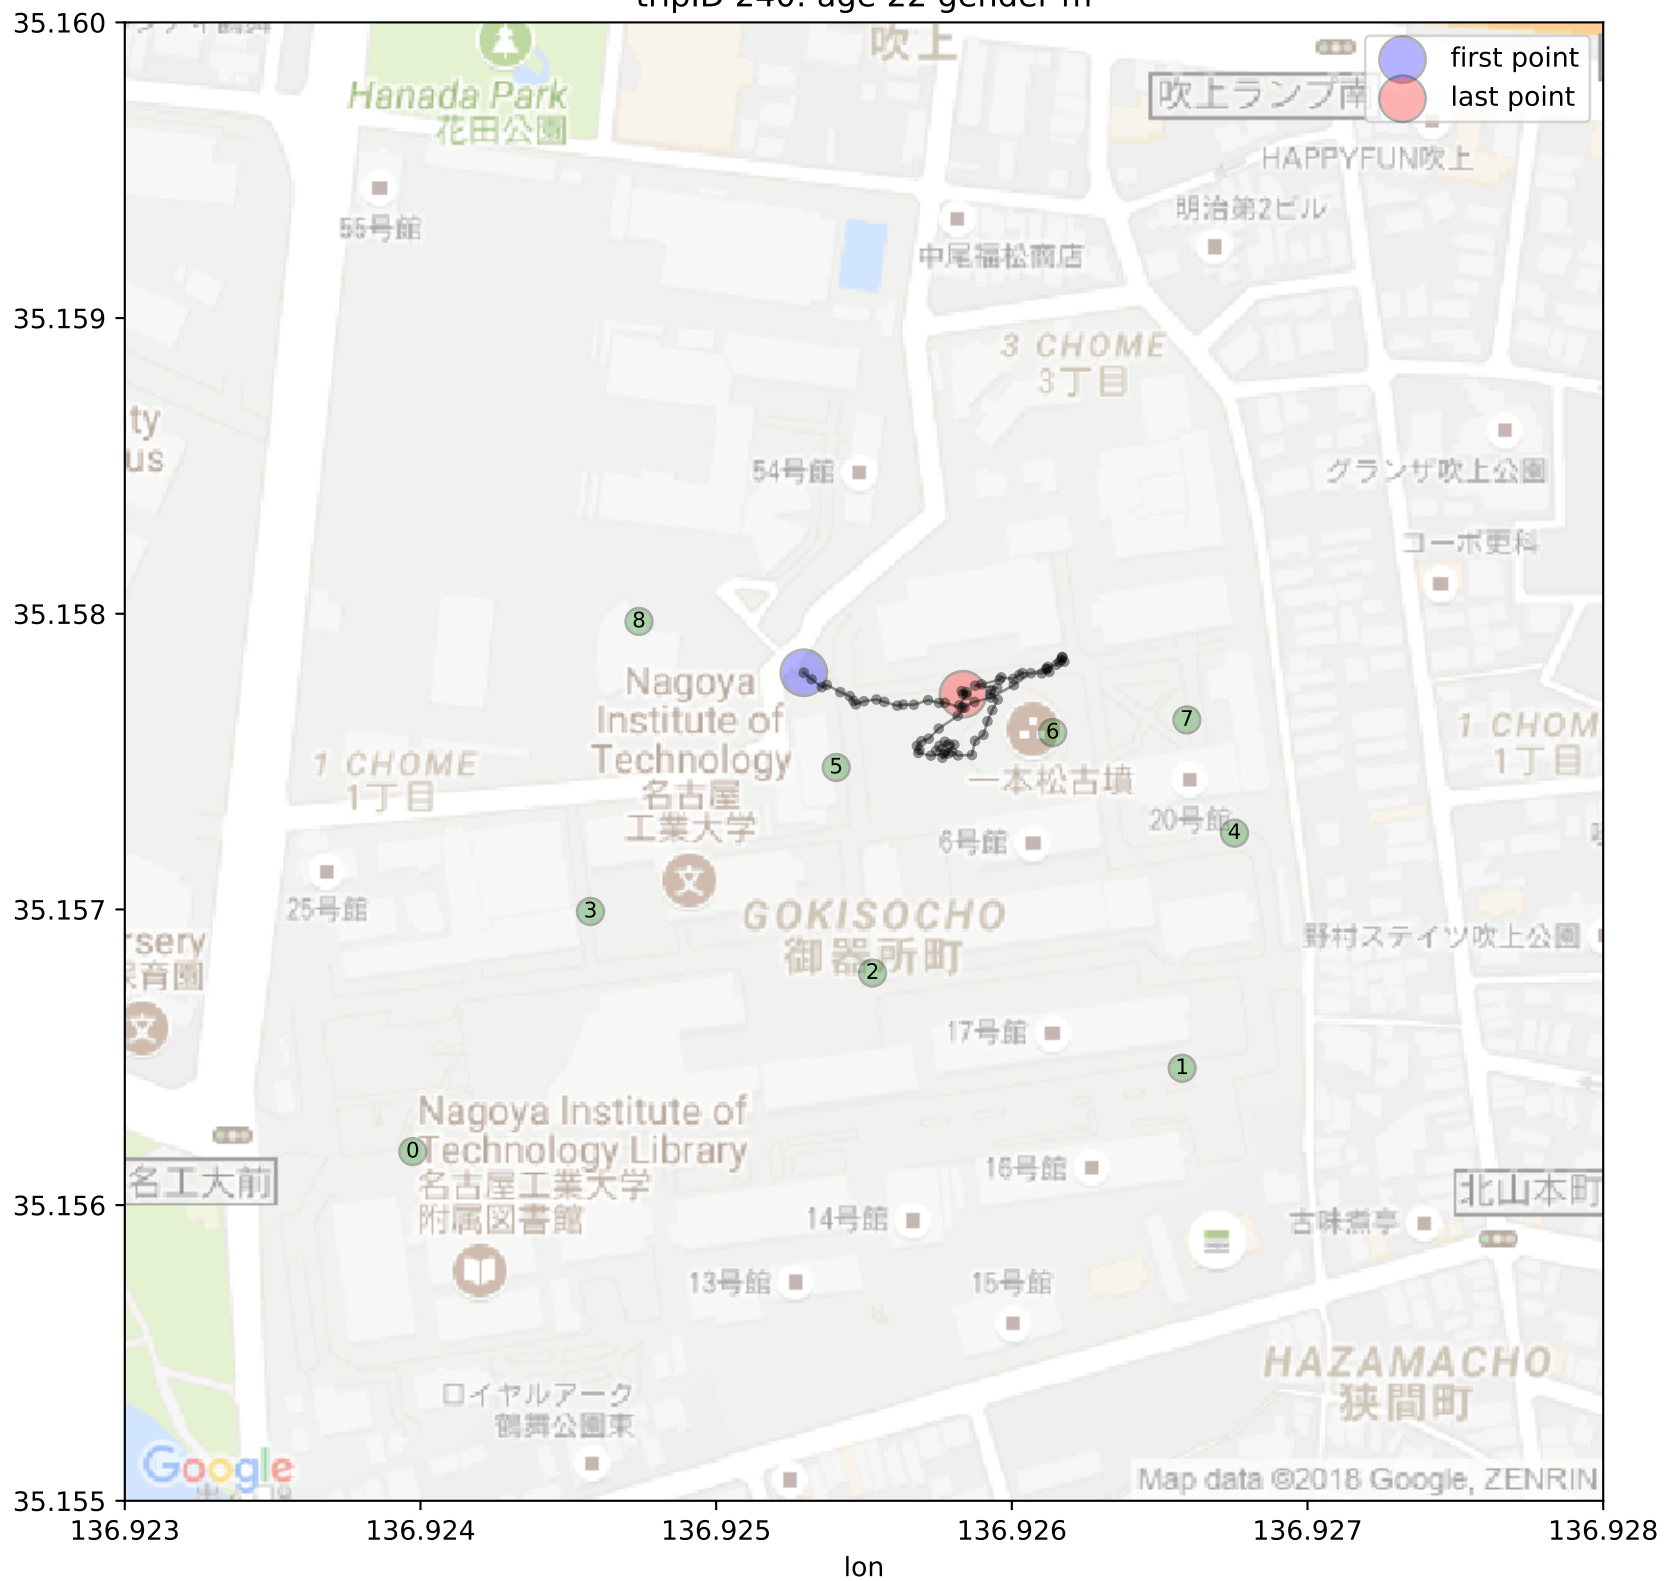 35.160
吹上
first point
last point
Hanada Park
花田公園
吹上ランプ南
HAPPYFUN吹上
55号館
明治第2ビル
中尾福松商店
35.159
3 CHOME
3丁目
ty
us
54号館
グランザ吹上公園
コーポ更科
35.158
8
Nagoya
Institute of
Technology
名古屋
工業大学
7
6
1 CHOM
1丁目
1 CHOME
1丁目
5
一本松古墳
20号館
4
6号館
35.157
25号館
3
GOKISOCHO
御器所町
野村ステイツ吹上公園
rsery
育園
2
17号館
1
Nagoya Institute of
Technology Library
名古屋工業大学
附属図書館
0
名工大前
16号館
北山本町
35.156
14号館
古味煮亭
13号館
15号館
HAZAMACHO
狭間町
ロイヤルアーク
鶴舞公園東
Google
Map data ©2018 Google, ZENRIN
35.155
136.923 136.924 136.925 136.926 136.927 136.928
lon